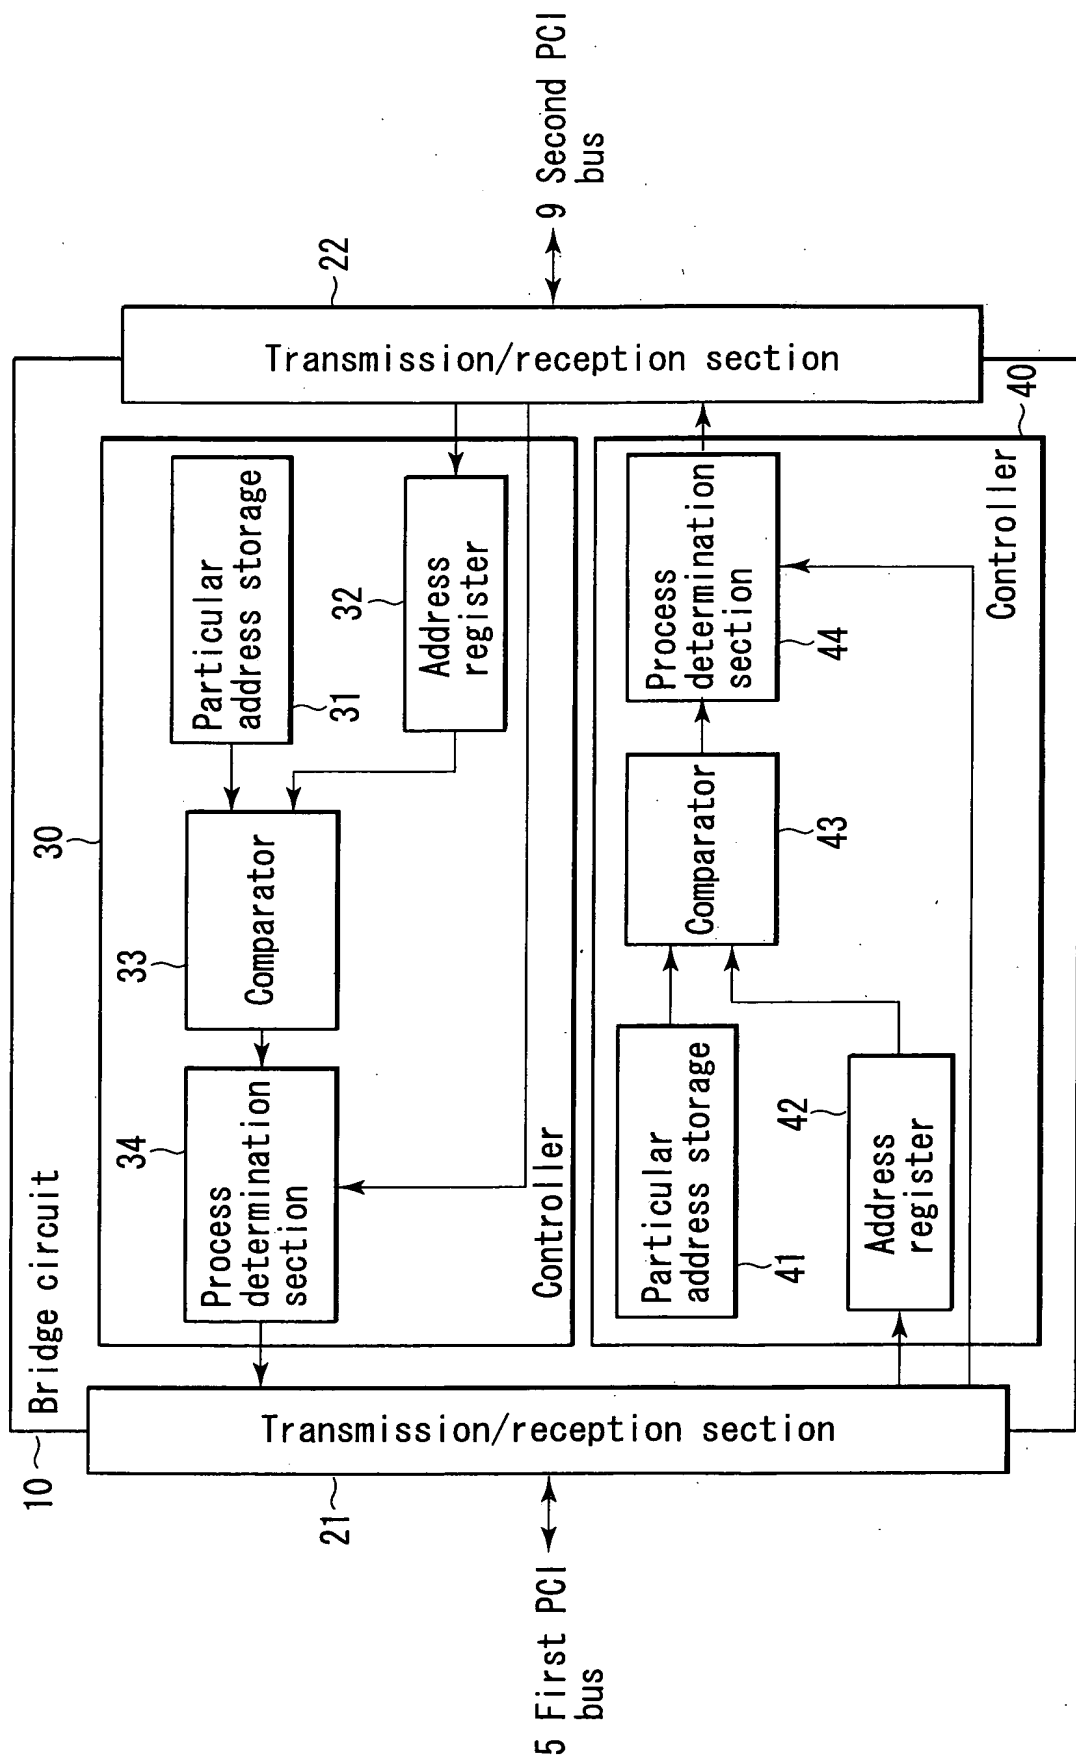 10
Bridge circuit
30
22
5 First PCI
bus
21
Transmission/reception section
34
Process
determination
section
33
Comparator
Particular
address storage
31
32
Address
register
Controller
Transmission/reception section
9 Second PCI
bus
Particular
address storage
41
42
Address
register
Comparator
43
Process
determination
section
44
Controller
40